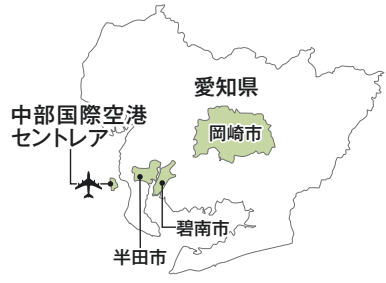 愛知県
中部国際空港
セントレア
岡崎市
碧南市
半田市